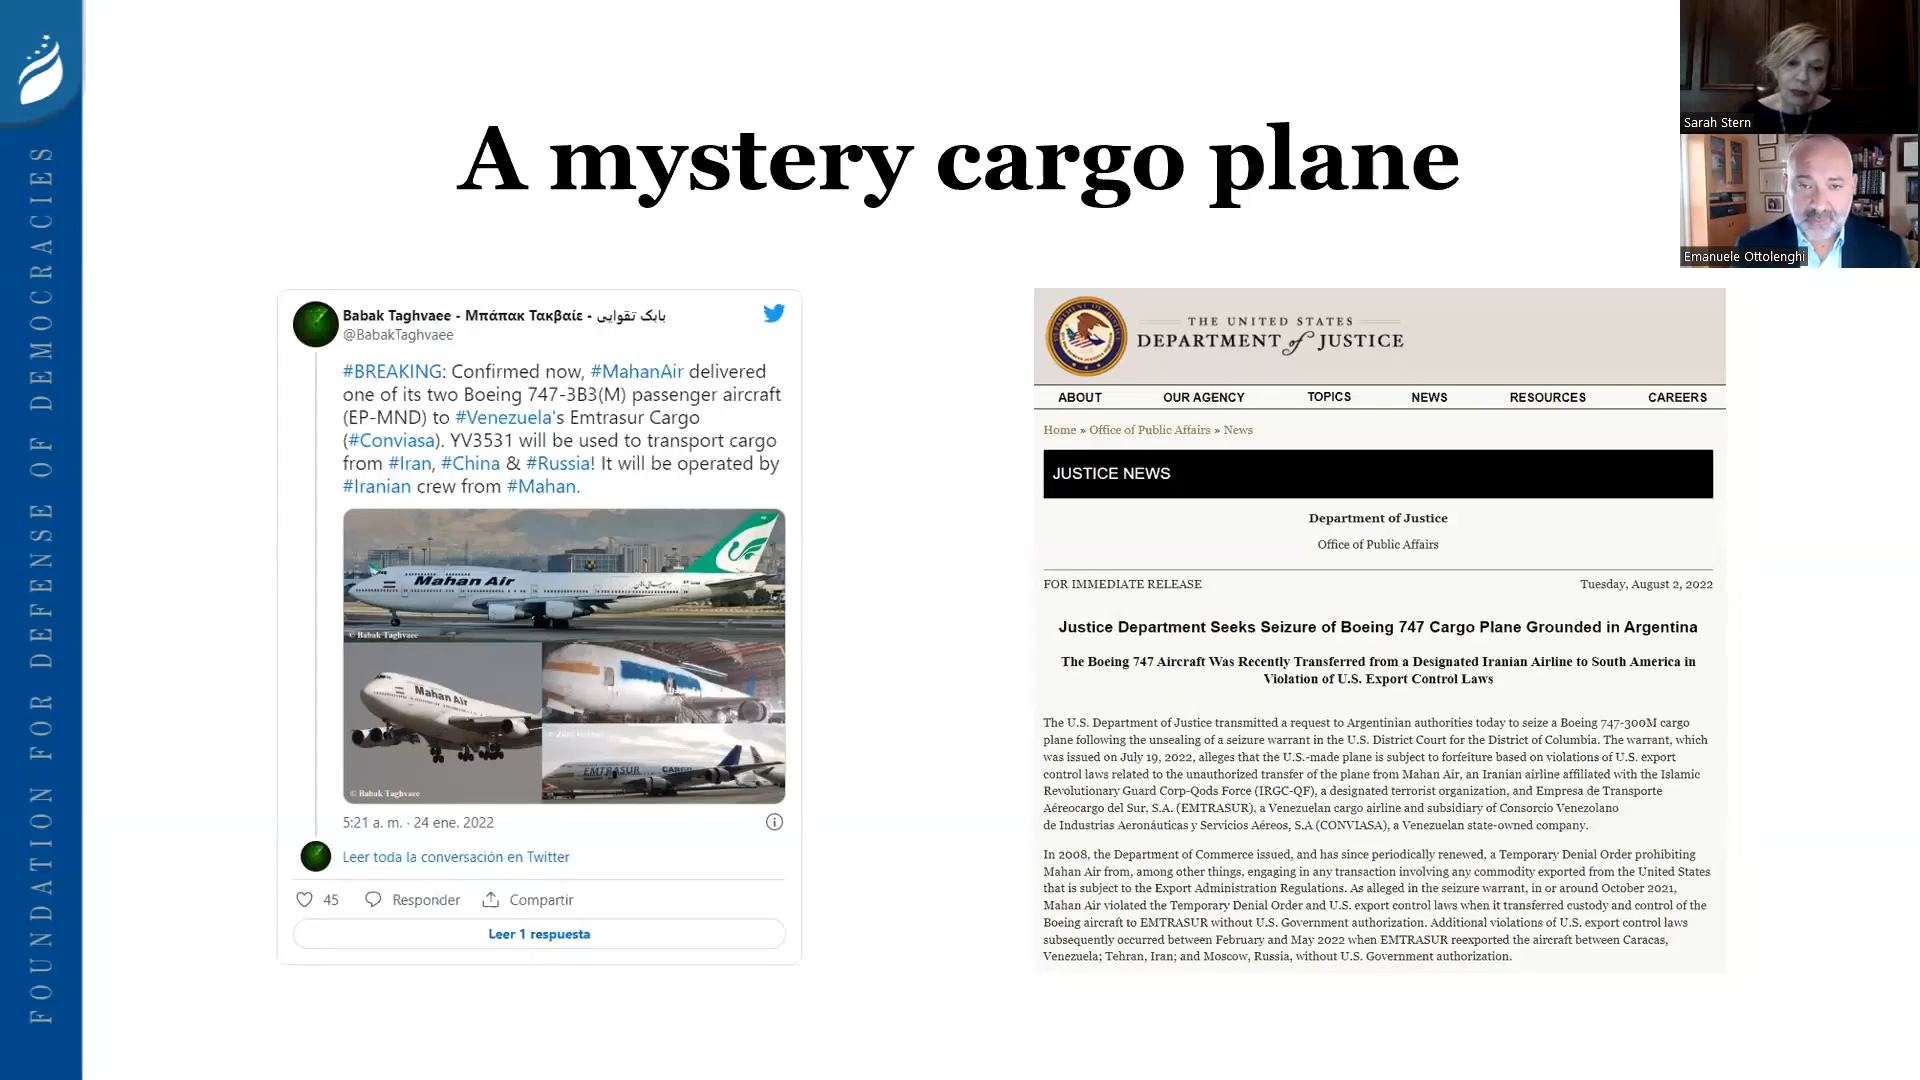 FOUNDATION FOR DEFENSE OF DEMOCRACIES
A mystery cargo plane
Sarah Stern
Emanuele Ottolenghi
Babak Taghvaee - Μπάπακ Τακβαίε - بابک تقوایی
@BabakTaghvaee
#BREAKING: Confirmed now, #MahanAir delivered
one of its two Boeing 747-3B3(M) passenger aircraft
(EP-MND) to #Venezuela's Emtrasur Cargo
(#Conviasa). YV3531 will be used to transport cargo
from #Iran, #China & #Russia! It will be operated by
#Iranian crew from #Mahan.
Mahan Air
© Babak Taghvaee
Mahan Air
EMTRASUR CARGO
© Babak Taghvaee
5:21 a. m. · 24 ene. 2022
Leer toda la conversación en Twitter
45 Responder Compartir
Leer 1 respuesta
THE UNITED STATES
DEPARTMENT of JUSTICE
ABOUT OUR AGENCY TOPICS NEWS RESOURCES CAREERS
Home » Office of Public Affairs » News
JUSTICE NEWS
Department of Justice
Office of Public Affairs
FOR IMMEDIATE RELEASE Tuesday, August 2, 2022
Justice Department Seeks Seizure of Boeing 747 Cargo Plane Grounded in Argentina
The Boeing 747 Aircraft Was Recently Transferred from a Designated Iranian Airline to South America in
Violation of U.S. Export Control Laws
The U.S. Department of Justice transmitted a request to Argentinian authorities today to seize a Boeing 747-300M cargo
plane following the unsealing of a seizure warrant in the U.S. District Court for the District of Columbia. The warrant, which
was issued on July 19, 2022, alleges that the U.S.-made plane is subject to forfeiture based on violations of U.S. export
control laws related to the unauthorized transfer of the plane from Mahan Air, an Iranian airline affiliated with the Islamic
Revolutionary Guard Corp-Qods Force (IRGC-QF), a designated terrorist organization, and Empresa de Transporte
Aéreocargo del Sur, S.A. (EMTRASUR), a Venezuelan cargo airline and subsidiary of Consorcio Venezolano
de Industrias Aeronáuticas y Servicios Aéreos, S.A (CONVIASA), a Venezuelan state-owned company.
In 2008, the Department of Commerce issued, and has since periodically renewed, a Temporary Denial Order prohibiting
Mahan Air from, among other things, engaging in any transaction involving any commodity exported from the United States
that is subject to the Export Administration Regulations. As alleged in the seizure warrant, in or around October 2021,
Mahan Air violated the Temporary Denial Order and U.S. export control laws when it transferred custody and control of the
Boeing aircraft to EMTRASUR without U.S. Government authorization. Additional violations of U.S. export control laws
subsequently occurred between February and May 2022 when EMTRASUR reexported the aircraft between Caracas,
Venezuela; Tehran, Iran; and Moscow, Russia, without U.S. Government authorization.